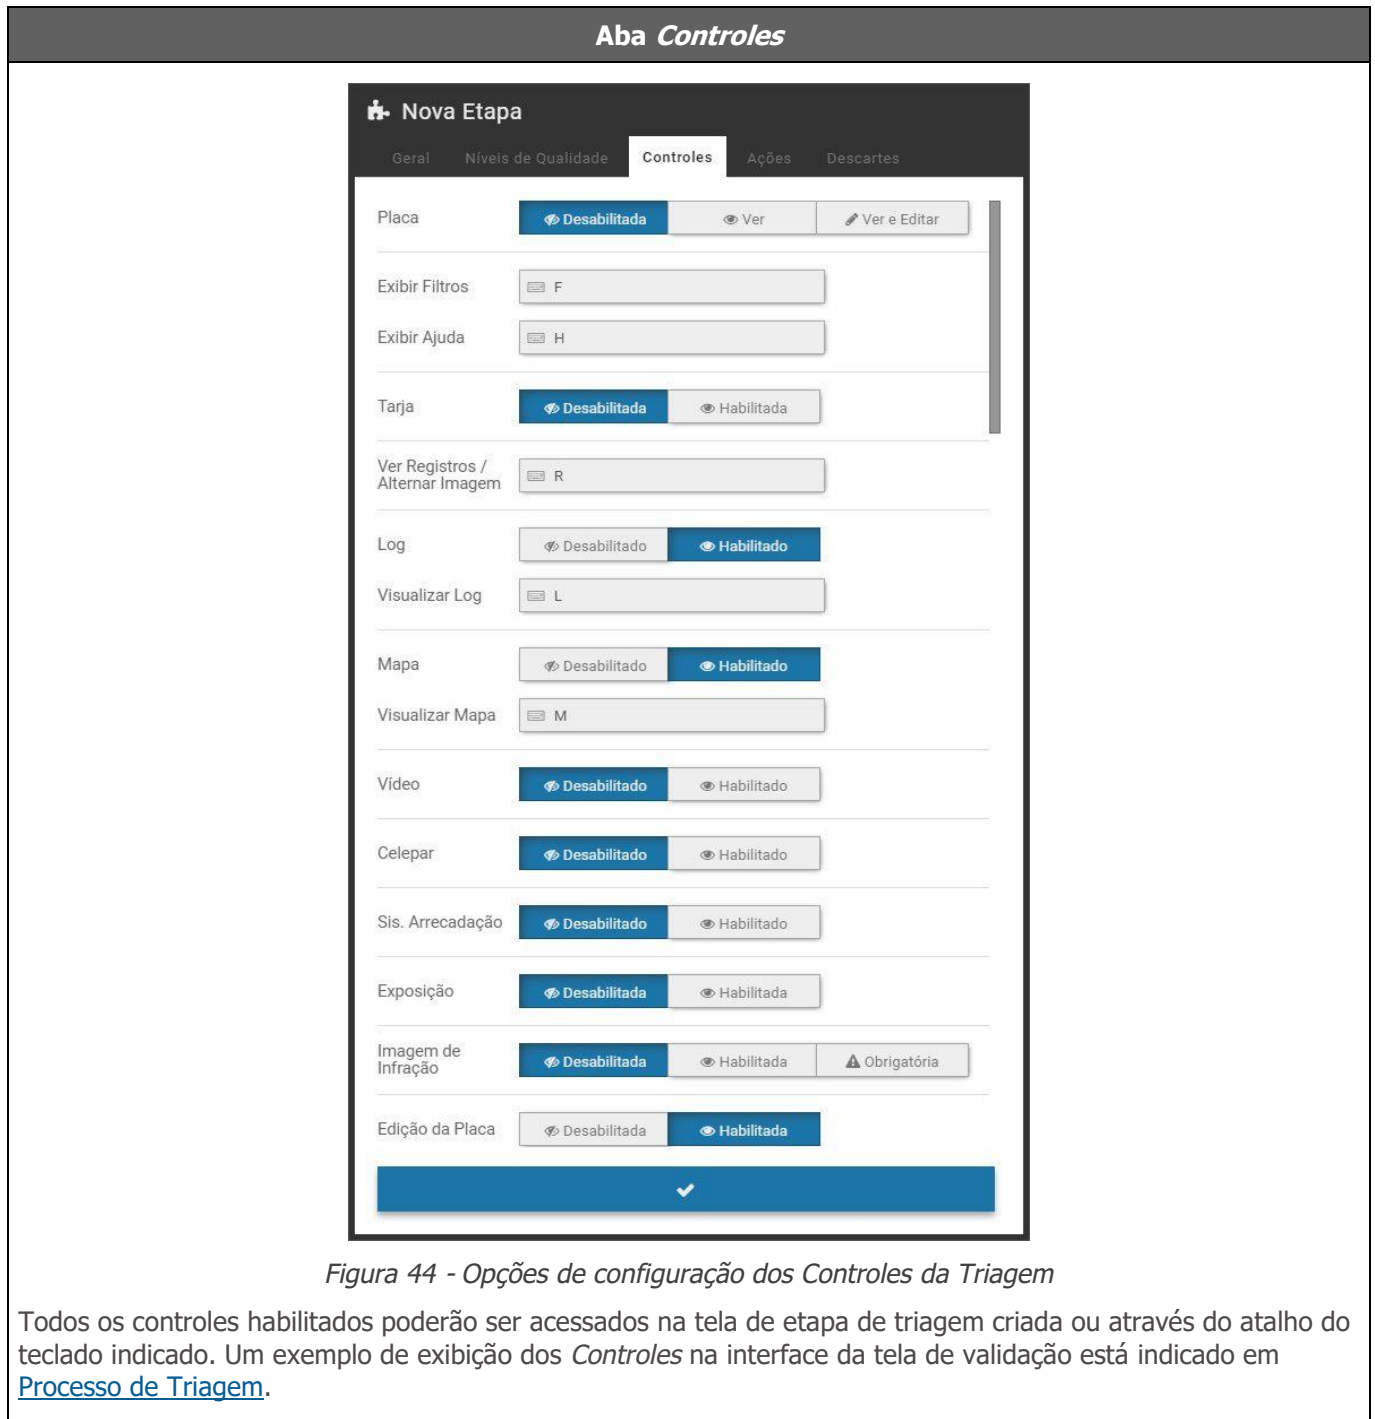 Aba Controles
Nova Etapa
Geral Níveis de Qualidade Controles Ações Descartes
Placa Desabilitada Ver Ver e Editar
Exibir Filtros F
Exibir Ajuda H
Tarja Desabilitada Habilitada
Ver Registros /
Alternar Imagem R
Log Desabilitado Habilitado
Visualizar Log L
Mapa Desabilitado Habilitado
Visualizar Mapa M
Vídeo Desabilitado Habilitado
Celepar Desabilitado Habilitado
Sis. Arrecadação Desabilitado Habilitado
Exposição Desabilitada Habilitada
Imagem de
Infração Desabilitada Habilitada Obrigatória
Edição da Placa Desabilitada Habilitada
Figura 44 - Opções de configuração dos Controles da Triagem
Todos os controles habilitados poderão ser acessados na tela de etapa de triagem criada ou através do atalho do
teclado indicado. Um exemplo de exibição dos Controles na interface da tela de validação está indicado em
Processo de Triagem.